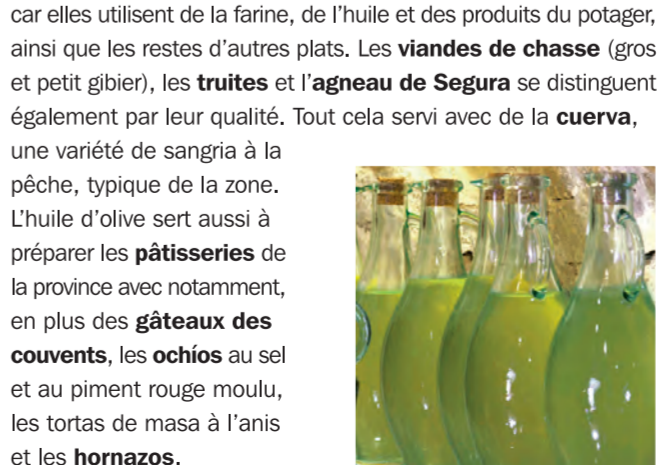 car elles utilisent de la farine, de l'huile et des produits du potager,
ainsi que les restes d'autres plats. Les viandes de chasse (gros
et petit gibier), les truites et l'agneau de Segura se distinguent
également par leur qualité. Tout cela servi avec de la cuerva,
une variété de sangria à la
pêche, typique de la zone.
L'huile d'olive sert aussi à
préparer les pâtisseries de
la province avec notamment,
en plus des gâteaux des
couvents, les ochíos au sel
et au piment rouge moulu,
les tortas de masa à l'anis
et les hornazos.